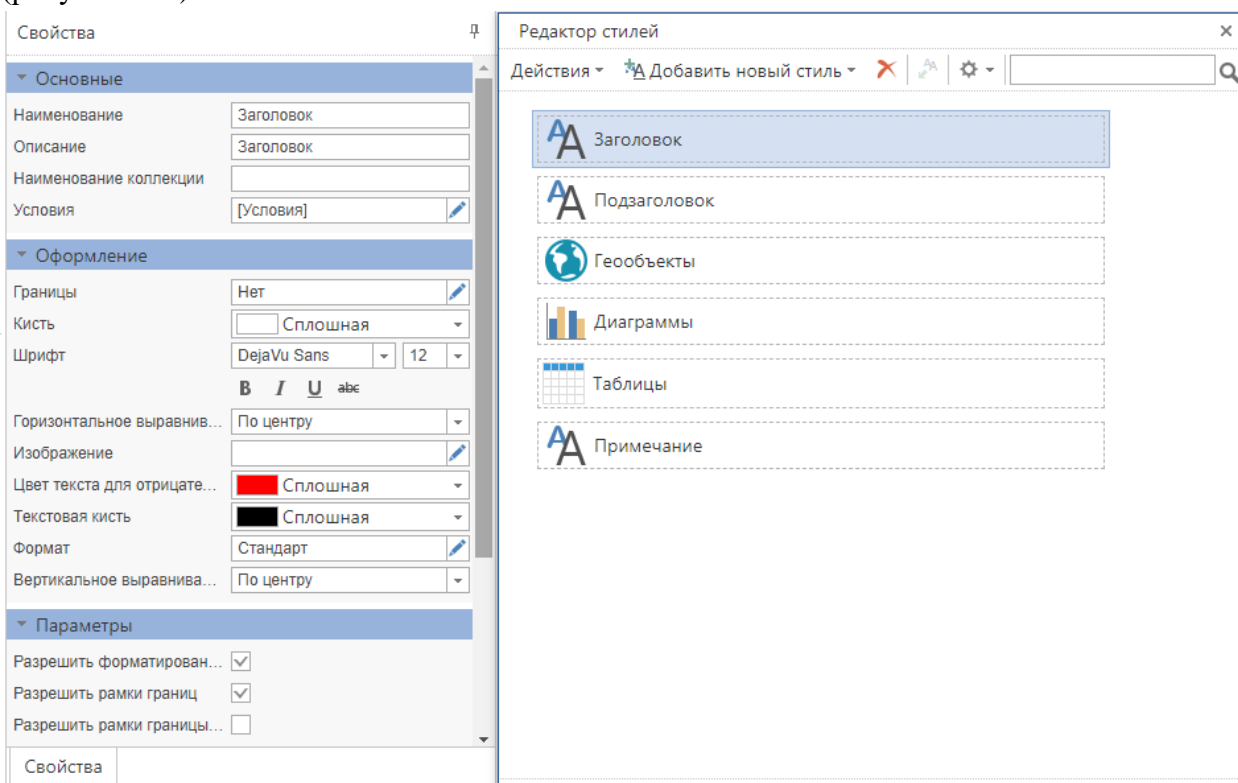 Свойства
Основные
Наименование Заголовок
Описание Заголовок
Наименование коллекции
Условия [Условия]
Оформление
Границы Нет
Кисть Сплошная
Шрифт DejaVu Sans 12
B I U abc
Горизонтальное выравнив... По центру
Изображение
Цвет текста для отрицате... Сплошная
Текстовая кисть Сплошная
Формат Стандарт
Вертикальное выравнива... По центру
Параметры
Разрешить форматирован...
Разрешить рамки границ
Разрешить рамки границы...
Свойства
Редактор стилей
Действия Добавить новый стиль
Заголовок
Подзаголовок
Геообъекты
Диаграммы
Таблицы
Примечание